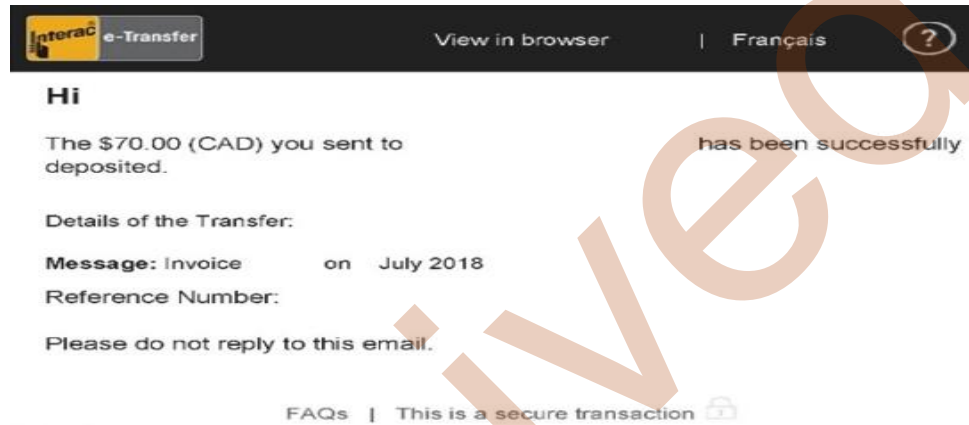 Interac e-Transfer View in browser | Français ?
Hi
The $70.00 (CAD) you sent to has been successfully
deposited.
Details of the Transfer:
Message: Invoice on July 2018
Reference Number:
Please do not reply to this email.
FAQs | This is a secure transaction
ived